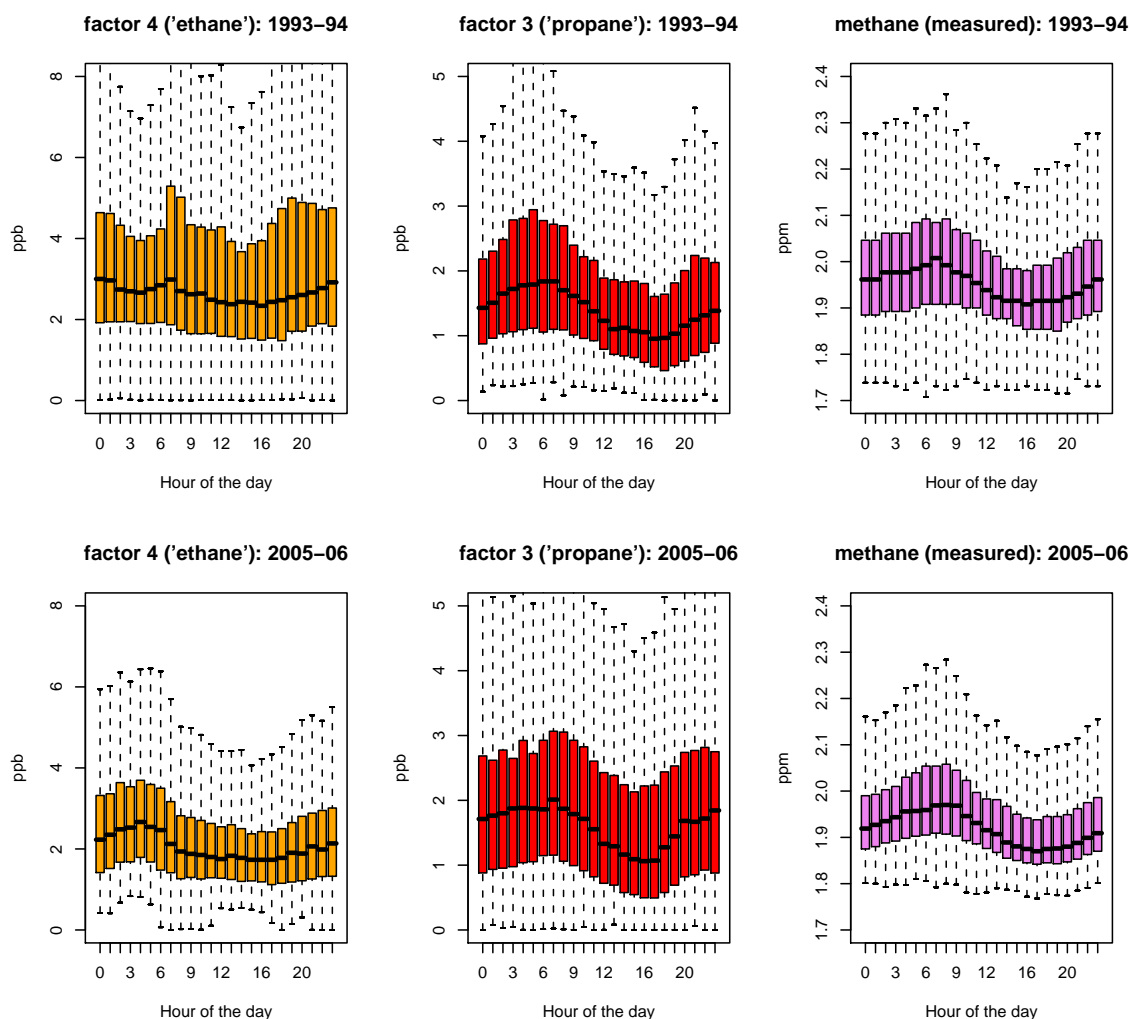 factor 4 (’ethane’): 1993−94
factor 3 (’propane’): 1993−94
methane (measured): 1993−94
ppb
0 2 4 6 8
0 3 6 9 12 16 20
Hour of the day
ppb
0 1 2 3 4 5
0 3 6 9 12 16 20
Hour of the day
ppm
1.7 1.8 1.9 2.0 2.1 2.2 2.3 2.4
0 3 6 9 12 16 20
Hour of the day
factor 4 (’ethane’): 2005−06
factor 3 (’propane’): 2005−06
methane (measured): 2005−06
ppb
0 2 4 6 8
0 3 6 9 12 16 20
Hour of the day
ppb
0 1 2 3 4 5
0 3 6 9 12 16 20
Hour of the day
ppm
1.7 1.8 1.9 2.0 2.1 2.2 2.3 2.4
0 3 6 9 12 16 20
Hour of the day